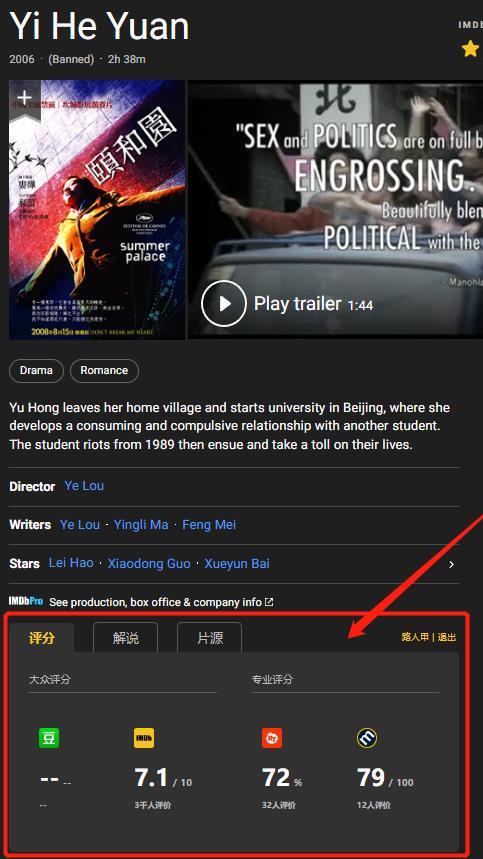 Yi He Yuan
2006 · (Banned) · 2h 38m
IMDb
頤和園
FESTIVAL DE CANNES
summer
palace
2008年8月15日
DON'T BREAK MY HEART
北
"SEX and POLITICS are on full b
ENGROSSING.
Beautifully blen
POLITICAL with the
- Manohla
Play trailer 1:44
Drama
Romance
Yu Hong leaves her home village and starts university in Beijing, where she
develops a consuming and compulsive relationship with another student.
The student riots from 1989 then ensue and take a toll on their lives.
Director Ye Lou
Writers Ye Lou · Yingli Ma · Feng Mei
Stars Lei Hao · Xiaodong Guo · Xueyun Bai
IMDbPro See production, box office & company info
评分 解说 片源 路人甲 | 退出
大众评分 专业评分
豆 IMDb RT M
-- -- 7.1 / 10 72 % 79 / 100
-- 3千人评价 32人评价 12人评价